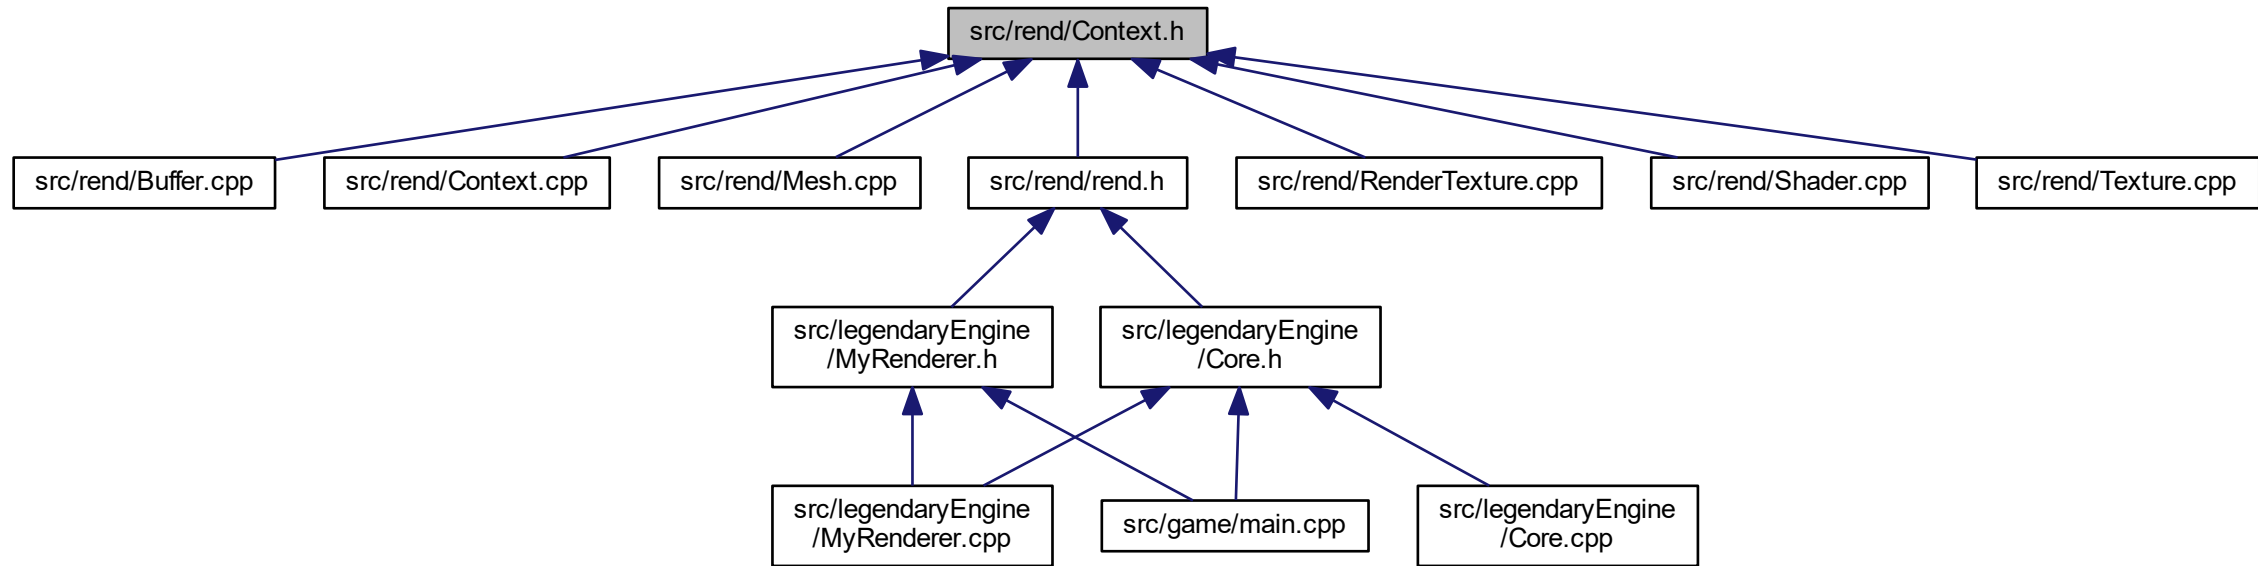 src/rend/Context.h
src/rend/Buffer.cpp
src/rend/Context.cpp
src/rend/Mesh.cpp
src/rend/rend.h
src/rend/RenderTexture.cpp
src/rend/Shader.cpp
src/rend/Texture.cpp
src/legendaryEngine
/MyRenderer.h
src/legendaryEngine
/Core.h
src/legendaryEngine
/MyRenderer.cpp
src/game/main.cpp
src/legendaryEngine
/Core.cpp